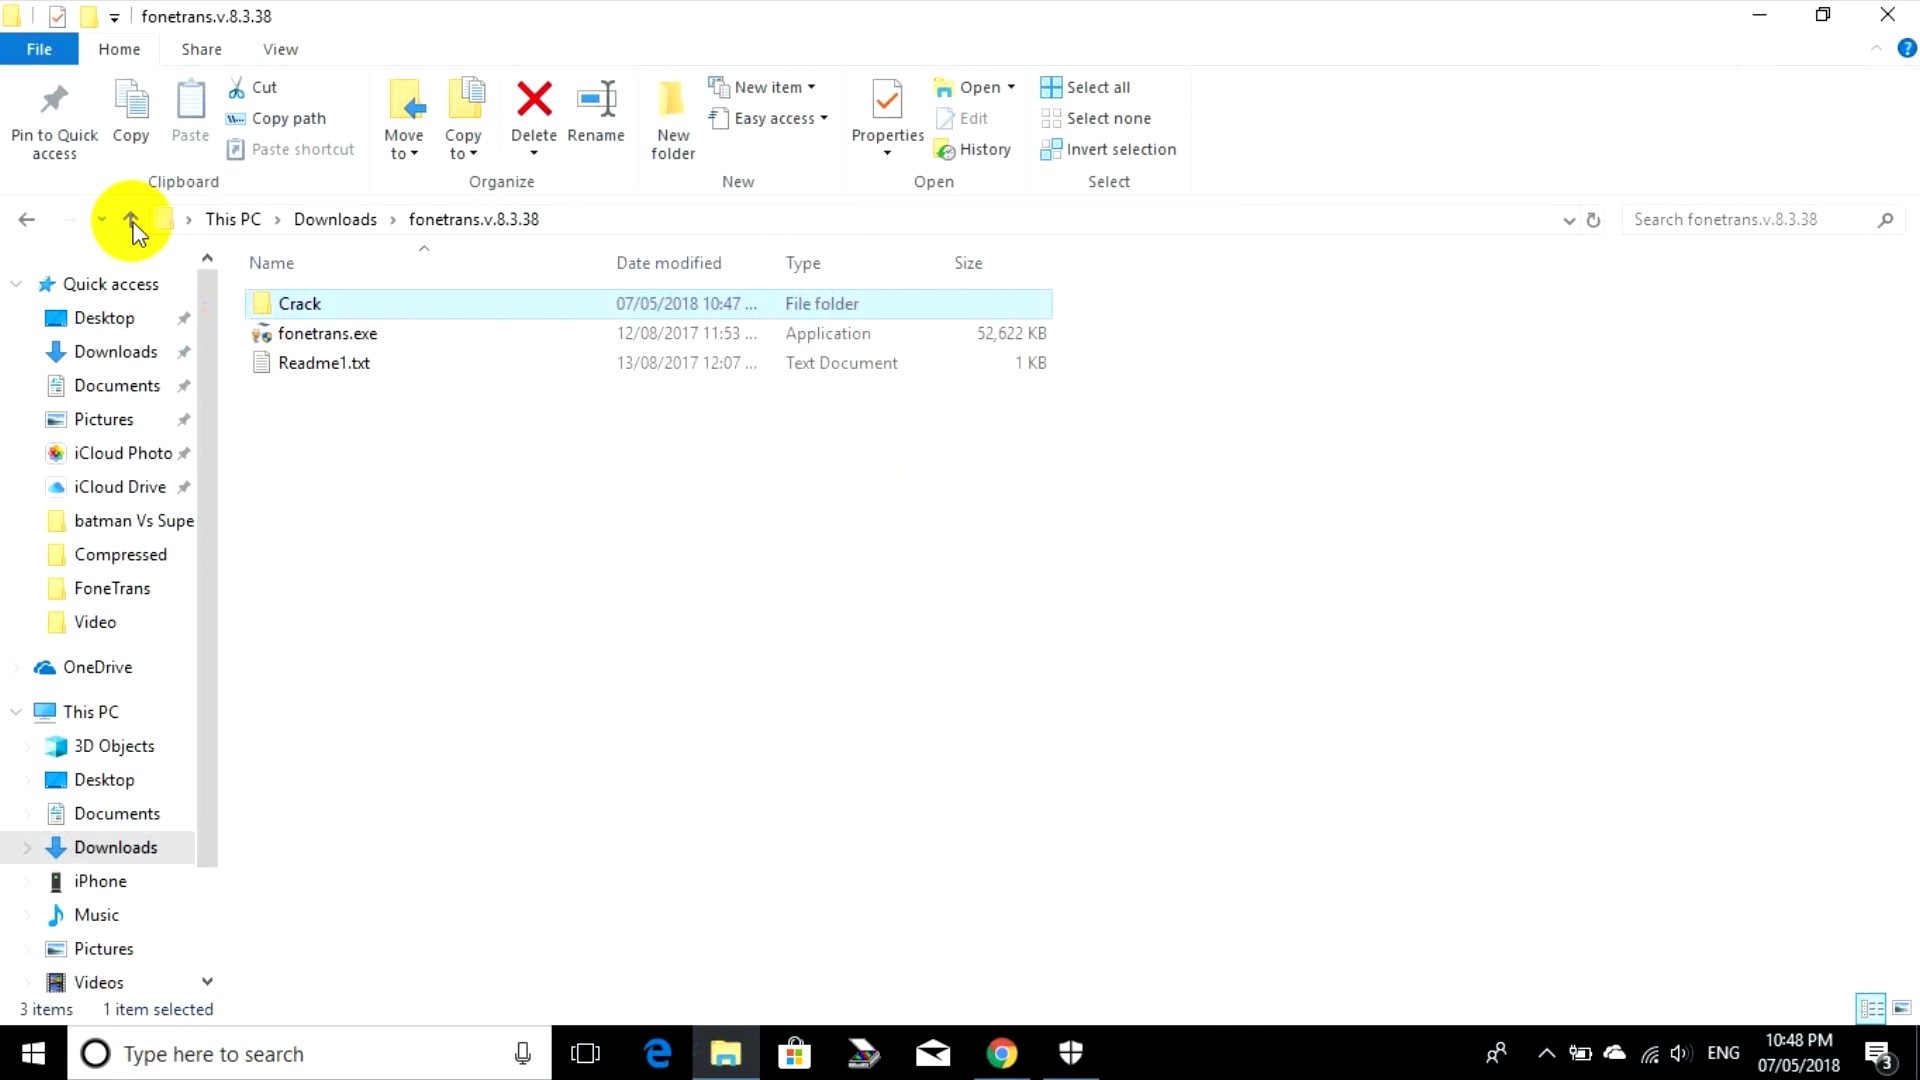 fonetrans.v.8.3.38
File Home Share View
Pin to Quick access
Copy
Paste
Cut
Copy path
Paste shortcut
Clipboard
Move to
Copy to
Delete
Rename
Organize
New folder
New item
Easy access
New
Properties
Open
Edit
History
Open
Select all
Select none
Invert selection
Select
This PC Downloads fonetrans.v.8.3.38
Search fonetrans.v.8.3.38
Name Date modified Type Size
Crack 07/05/2018 10:47 ... File folder
fonetrans.exe 12/08/2017 11:53 ... Application 52,622 KB
Readme1.txt 13/08/2017 12:07 ... Text Document 1 KB
Quick access
Desktop
Downloads
Documents
Pictures
iCloud Photo
iCloud Drive
batman Vs Supe
Compressed
FoneTrans
Video
OneDrive
This PC
3D Objects
Desktop
Documents
Downloads
iPhone
Music
Pictures
Videos
3 items 1 item selected
Type here to search
ENG
10:48 PM
07/05/2018
3